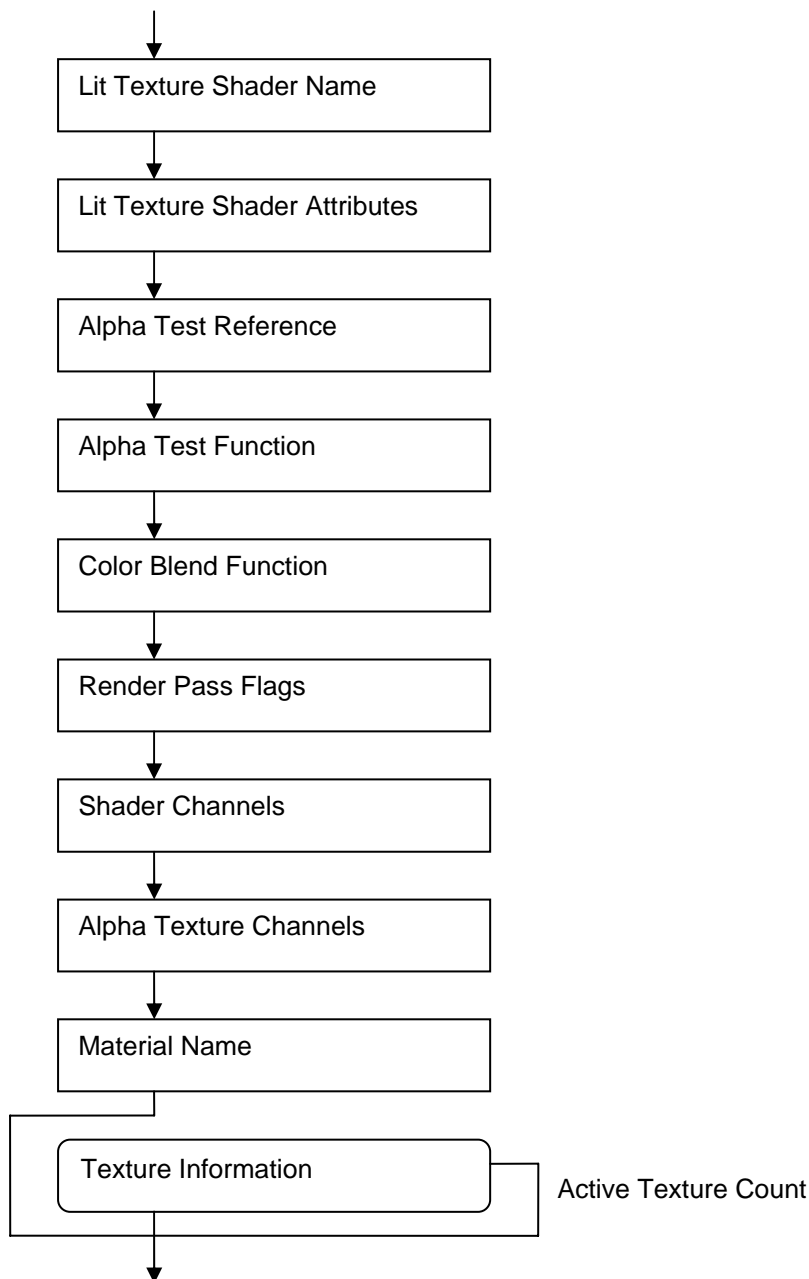 Lit Texture Shader Name
Lit Texture Shader Attributes
Alpha Test Reference
Alpha Test Function
Color Blend Function
Render Pass Flags
Shader Channels
Alpha Texture Channels
Material Name
Texture Information
Active Texture Count